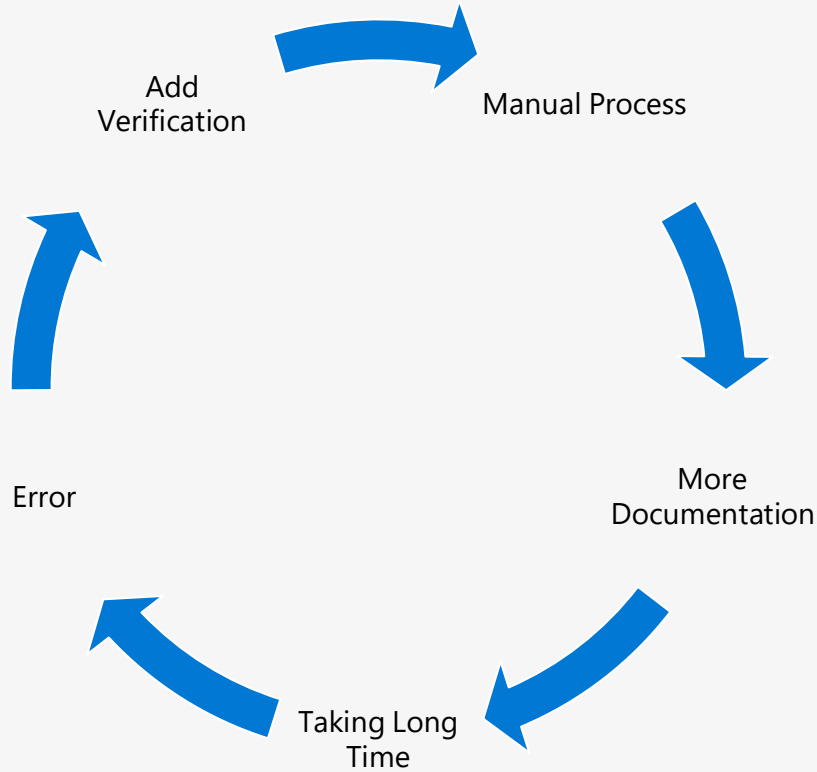 Add
Verification
Manual Process
More
Documentation
Taking Long
Time
Error